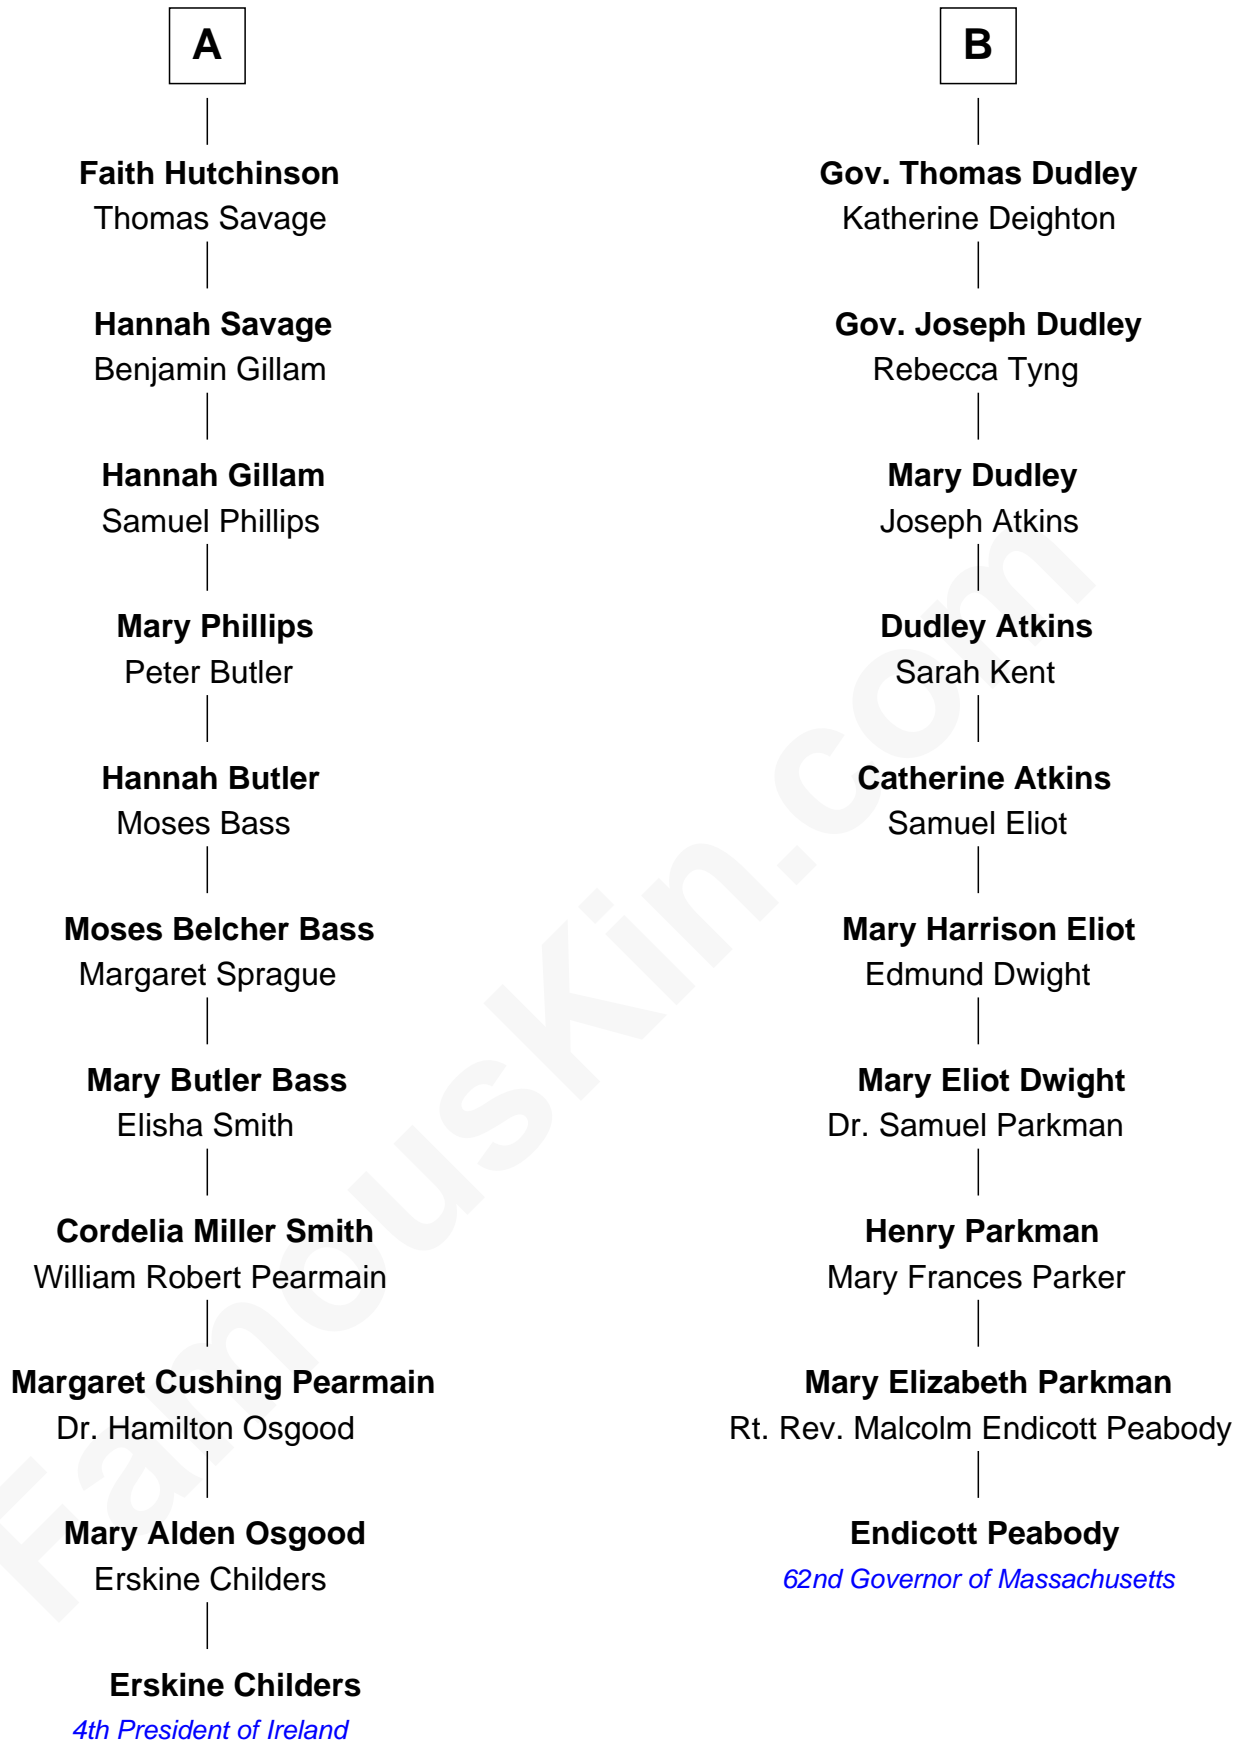 A
Faith Hutchinson
Thomas Savage
Hannah Savage
Benjamin Gillam
Hannah Gillam
Samuel Phillips
Mary Phillips
Peter Butler
Hannah Butler
Moses Bass
Moses Belcher Bass
Margaret Sprague
Mary Butler Bass
Elisha Smith
Cordelia Miller Smith
William Robert Pearmain
Margaret Cushing Pearmain
Dr. Hamilton Osgood
Mary Alden Osgood
Erskine Childers
Erskine Childers
4th President of Ireland
B
Gov. Thomas Dudley
Katherine Deighton
Gov. Joseph Dudley
Rebecca Tyng
Mary Dudley
Joseph Atkins
Dudley Atkins
Sarah Kent
Catherine Atkins
Samuel Eliot
Mary Harrison Eliot
Edmund Dwight
Mary Eliot Dwight
Dr. Samuel Parkman
Henry Parkman
Mary Frances Parker
Mary Elizabeth Parkman
Rt. Rev. Malcolm Endicott Peabody
Endicott Peabody
62nd Governor of Massachusetts
FamousKin.com